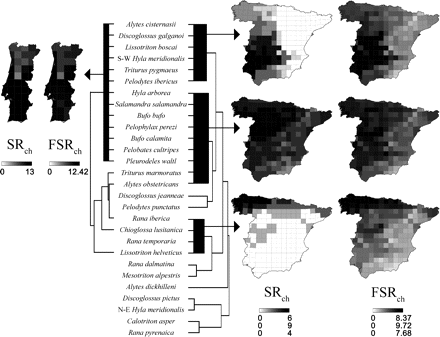 Alytes cisternasii
Discoglossus galganoi
Lissotriton boscai
S-W Hyla meridionalis
Triturus pygmaeus
Pelodytes ibericus
Hyla arborea
Salamandra salamandra
Bufo bufo
Pelophylax perezi
Bufo calamita
Pelobates cultripes
Pleurodeles waltl
Triturus marmoratus
Alytes obstetricans
Discoglossus jeanneae
Pelodytes punctatus
Rana iberica
Chioglossa lusitanica
Rana temporaria
Lissotriton helveticus
Rana dalmatina
Mesotriton alpestris
Alytes dickhilleni
Discoglossus pictus
N-E Hyla meridionalis
Calotriton asper
Rana pyrenaica
SRch FSRch
0 13 0 12.42
SRch FSRch
0 6 0 8.37
0 9 0 9.72
0 4 0 7.68